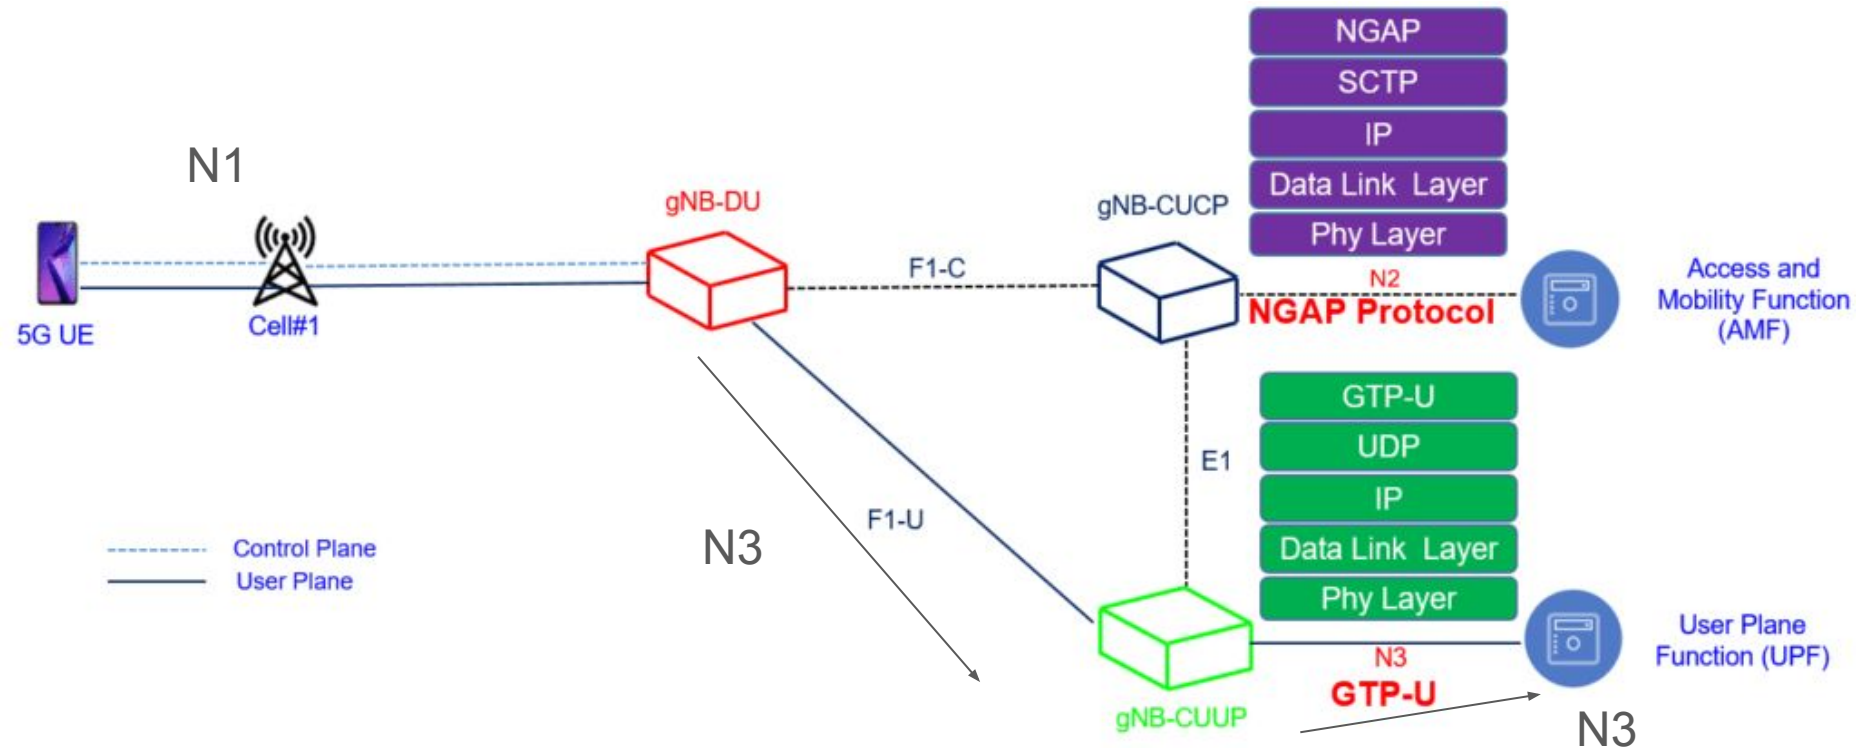 NGAP
SCTP
IP
Data Link Layer
Phy Layer
N1
gNB-DU
gNB-CUCP
F1-C
N2
NGAP Protocol
Access and
Mobility Function
(AMF)
5G UE
Cell#1
GTP-U
UDP
IP
Data Link Layer
Phy Layer
E1
F1-U
N3
Control Plane
User Plane
User Plane
Function (UPF)
N3
GTP-U
gNB-CUUP
N3